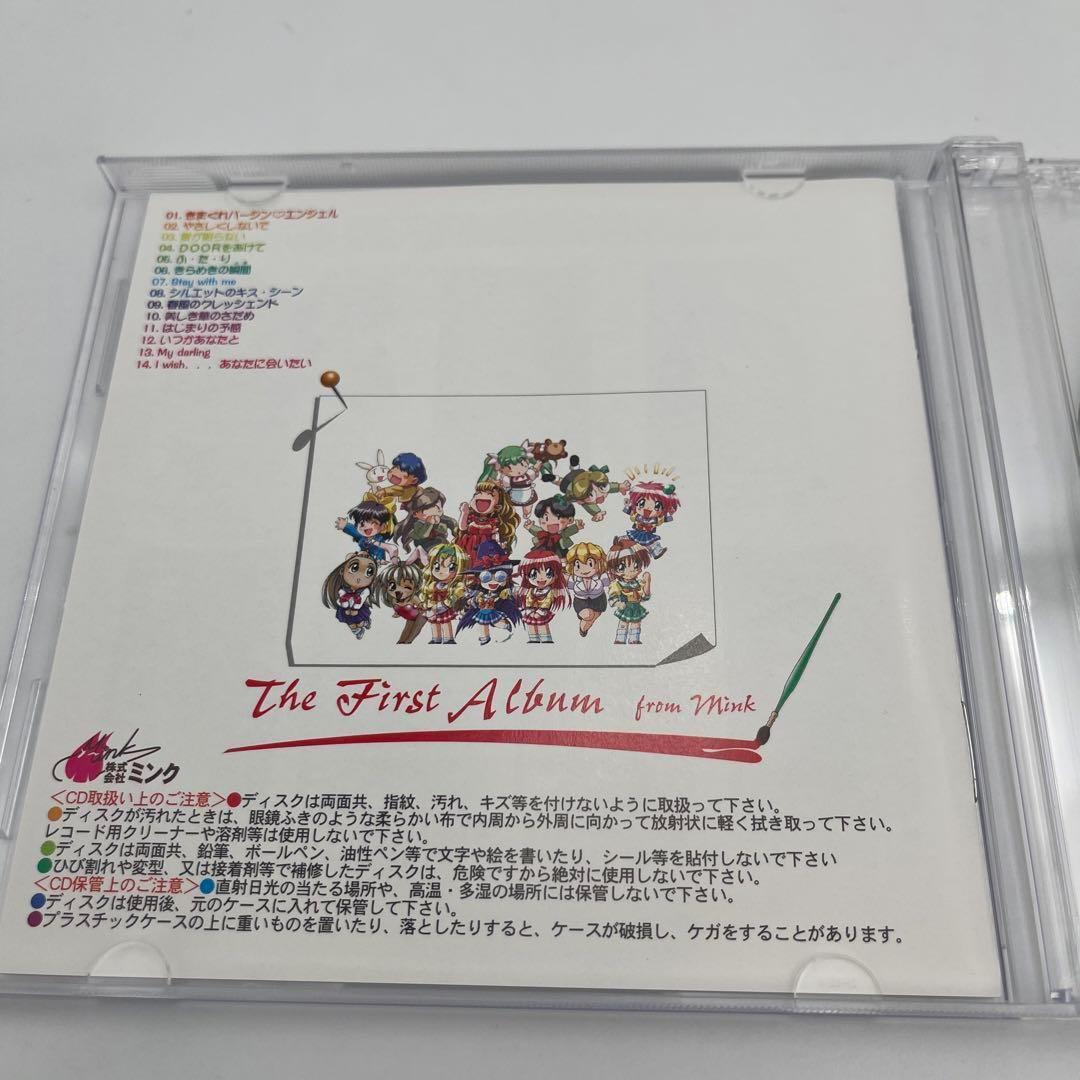 01. きまぐれバージン♡エンジェル
02. やさしくしないで
03. 君が眠らない
04. DOORをあけて
05. ふ・た・り
06. きらめきの瞬間
07. Stay with me
08. シルエットのキス・シーン
09. 春風のクレッシェンド
10. 美しき華のさだめ
11. はじまりの予感
12. いつかあなたと
13. My darling
14. I wish．．．あなたに会いたい
The First Album from Mink
Mink
株式会社ミンク
＜CD取扱い上のご注意＞●ディスクは両面共、指紋、汚れ、キズ等を付けないように取扱って下さい。
●ディスクが汚れたときは、眼鏡ふきのような柔らかい布で内周から外周に向かって放射状に軽く拭き取って下さい。
レコード用クリーナーや溶剤等は使用しないで下さい。
●ディスクは両面共、鉛筆、ボールペン、油性ペン等で文字や絵を書いたり、シール等を貼付しないで下さい
●ひび割れや変型、又は接着剤等で補修したディスクは、危険ですから絶対に使用しないで下さい。
＜CD保管上のご注意＞●直射日光の当たる場所や、高温・多湿の場所には保管しないで下さい。
●ディスクは使用後、元のケースに入れて保管して下さい。
●プラスチックケースの上に重いものを置いたり、落としたりすると、ケースが破損し、ケガをすることがあります。